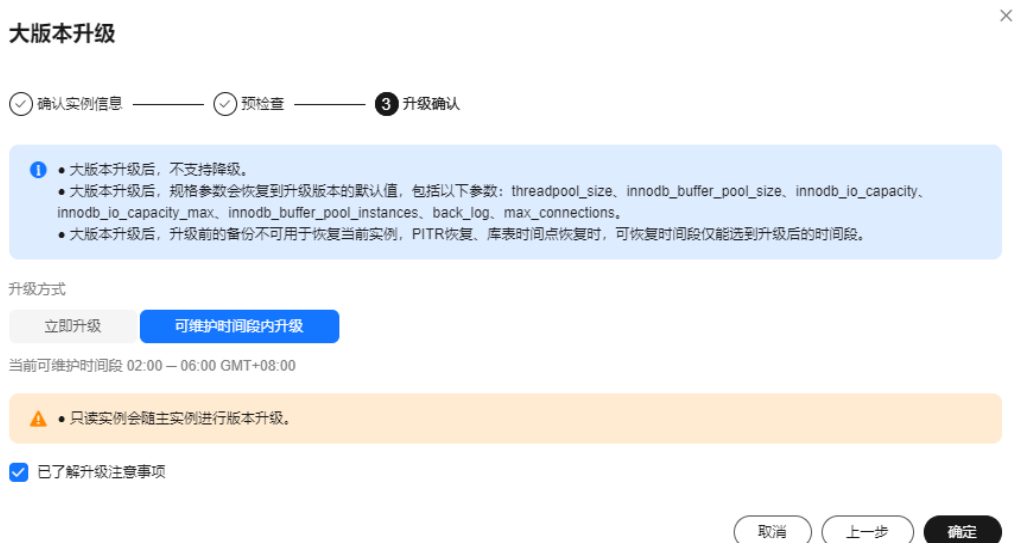 大版本升级
确认实例信息 预检查 3 升级确认
● 大版本升级后，不支持降级。
● 大版本升级后，规格参数会恢复到升级版本的默认值，包括以下参数：threadpool_size、innodb_buffer_pool_size、innodb_io_capacity、
innodb_io_capacity_max、innodb_buffer_pool_instances、back_log、max_connections。
● 大版本升级后，升级前的备份不可用于恢复当前实例，PITR恢复、库表时间点恢复时，可恢复时间段仅能选到升级后的时间段。
升级方式
立即升级 可维护时间段内升级
当前可维护时间段 02:00 — 06:00 GMT+08:00
● 只读实例会随主实例进行版本升级。
已了解升级注意事项
取消 上一步 确定